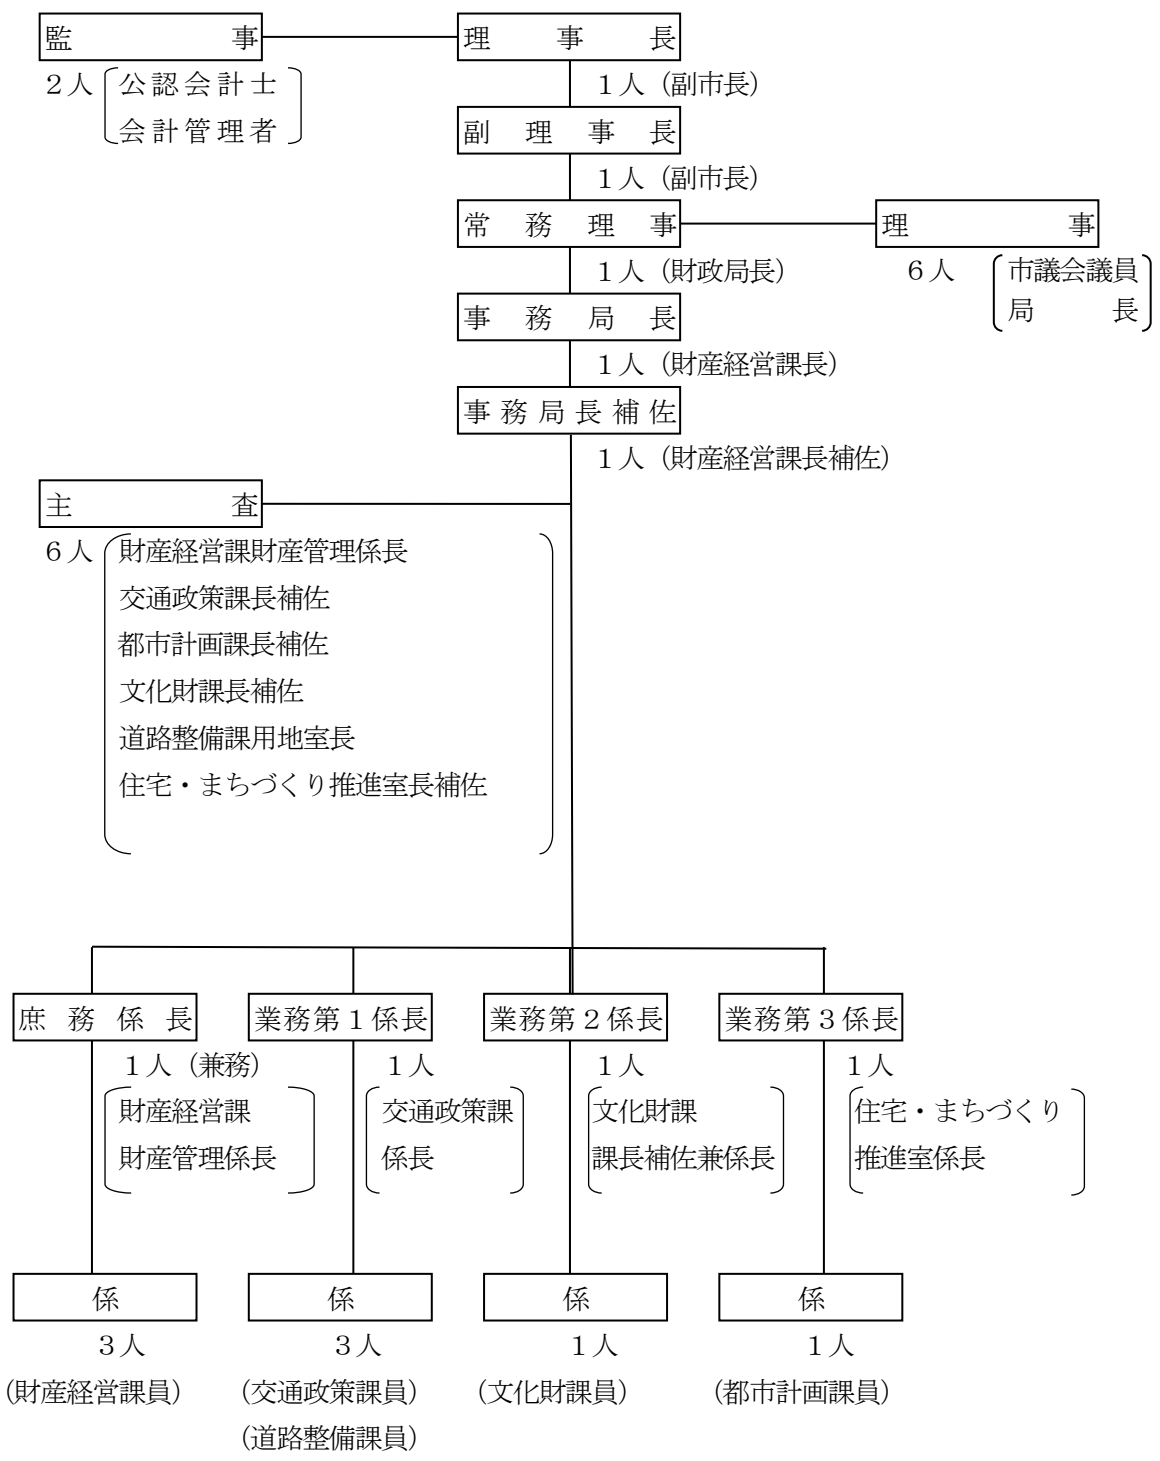 監事
理事長
2人
公認会計士
会計管理者
1人（副市長）
副理事長
1人（副市長）
常務理事
理事
1人（財政局長）
6人
市議会議員
局長
事務局長
1人（財産経営課長）
事務局長補佐
1人（財産経営課長補佐）
主査
6人
財産経営課財産管理係長
交通政策課長補佐
都市計画課長補佐
文化財課長補佐
道路整備課用地室長
住宅・まちづくり推進室長補佐
庶務係長
業務第１係長
業務第２係長
業務第３係長
1人（兼務）
1人
1人
1人
財産経営課
財産管理係長
交通政策課
係長
文化財課
課長補佐兼係長
住宅・まちづくり
推進室係長
係
係
係
係
3人
3人
1人
1人
（財産経営課員）
（交通政策課員）
（文化財課員）
（都市計画課員）
（道路整備課員）